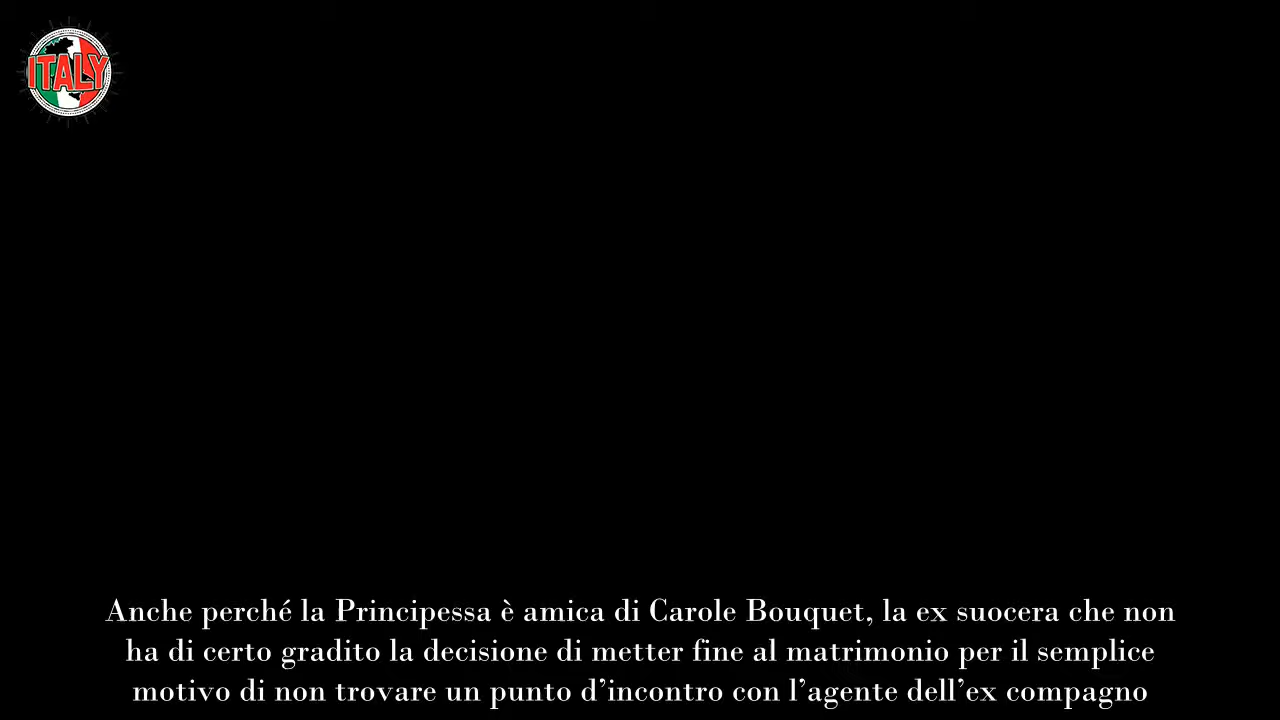 ITALY
Anche perché la Principessa è amica di Carole Bouquet, la ex suocera che non
ha di certo gradito la decisione di metter fine al matrimonio per il semplice
motivo di non trovare un punto d’incontro con l’agente dell’ex compagno